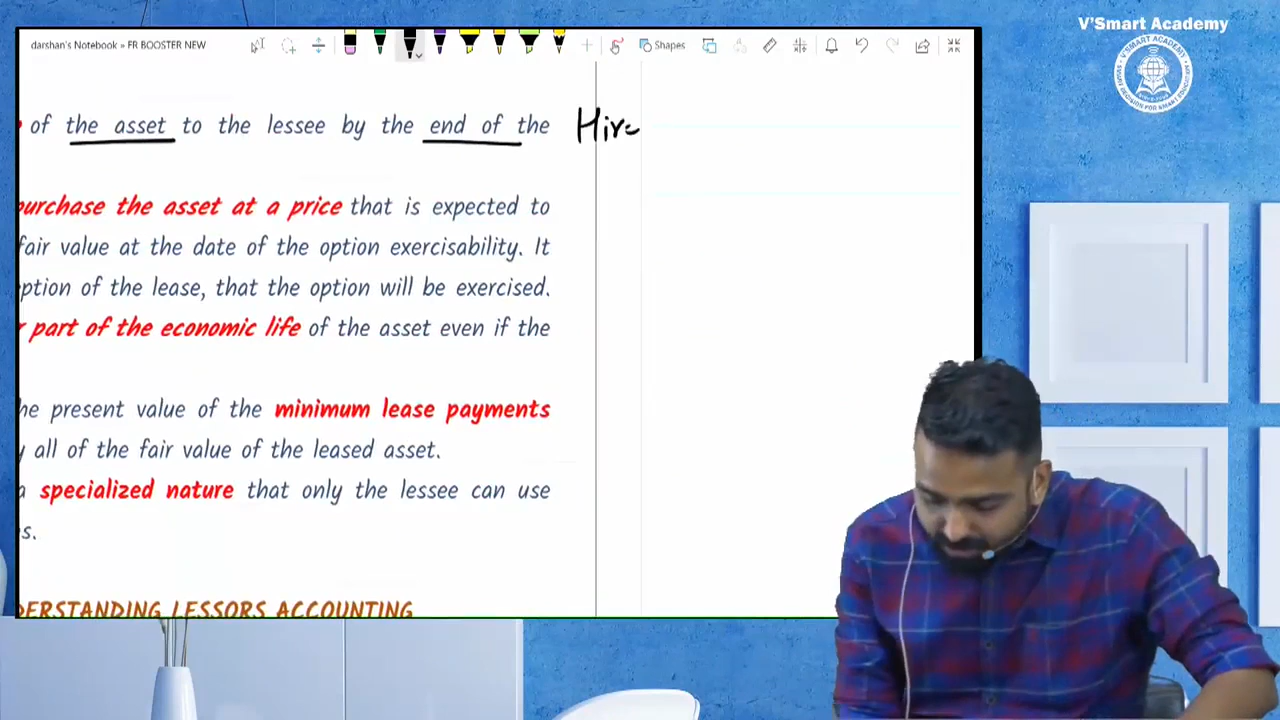 V'Smart Academy
darshan's Notebook » FR BOOSTER NEW
Shapes
of the asset to the lessee by the end of the Hire
purchase the asset at a price that is expected to
fair value at the date of the option exercisability. It
ption of the lease, that the option will be exercised.
r part of the economic life of the asset even if the
he present value of the minimum lease payments
y all of the fair value of the leased asset.
a specialized nature that only the lessee can use
s.
DERSTANDING LESSORS ACCOUNTING